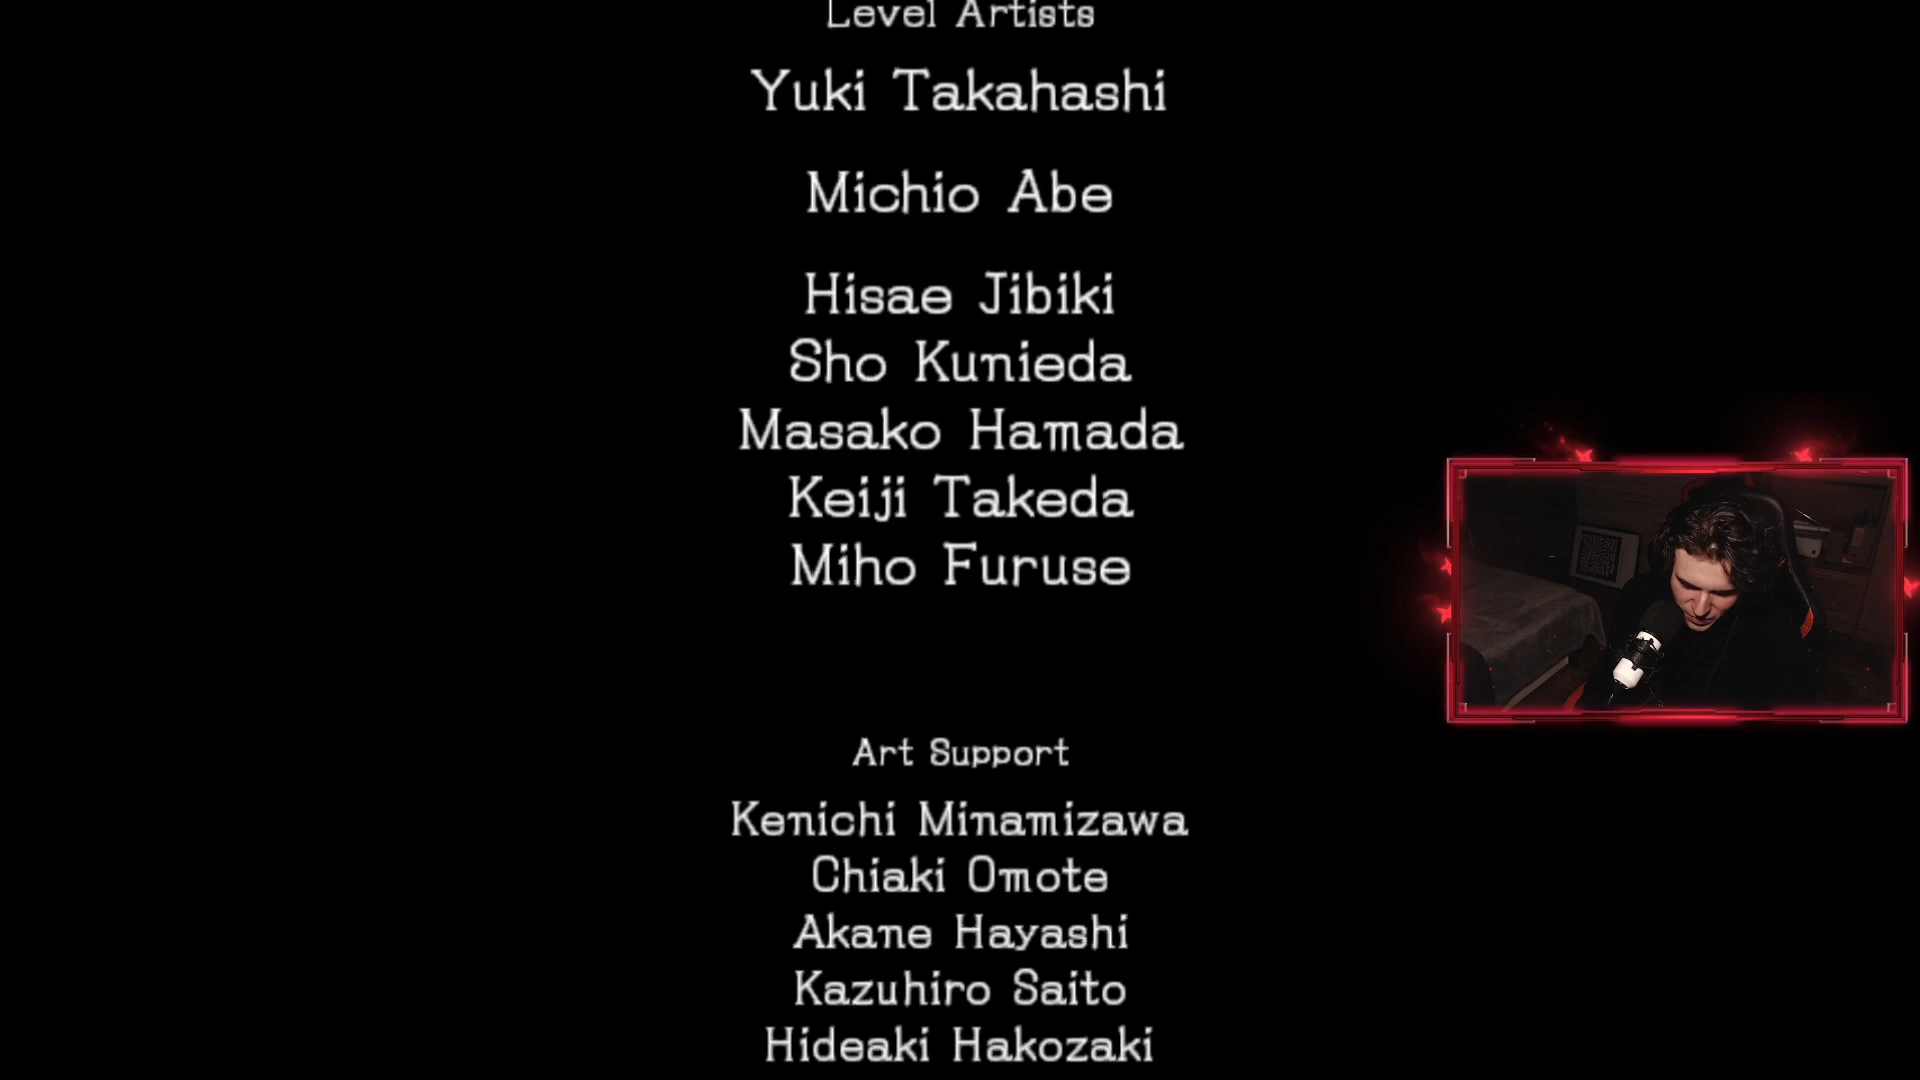 Level Artists
Yuki Takahashi
Michio Abe
Hisae Jibiki
Sho Kunieda
Masako Hamada
Keiji Takeda
Miho Furuse
Art Support
Kenichi Minamizawa
Chiaki Omote
Akane Hayashi
Kazuhiro Saito
Hideaki Hakozaki